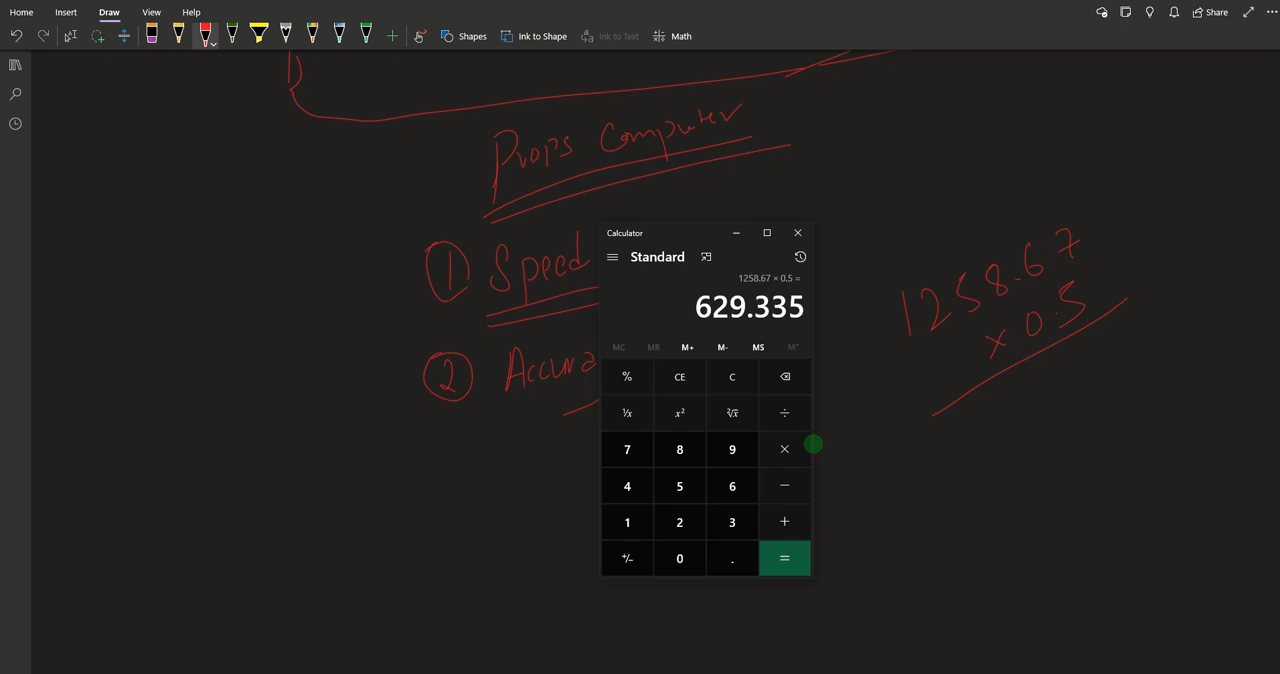 Home Insert Draw View Help Share
Shapes Ink to Shape Ink to Text Math
Props Computer
① Speed
② Accura
1258.67
x 0.5
Calculator
Standard
1258.67 × 0.5 =
629.335
MC MR M+ M- MS M˅
% CE C
¹/x x² ²√x ÷
7 8 9 ×
4 5 6 −
1 2 3 +
+/− 0 . =